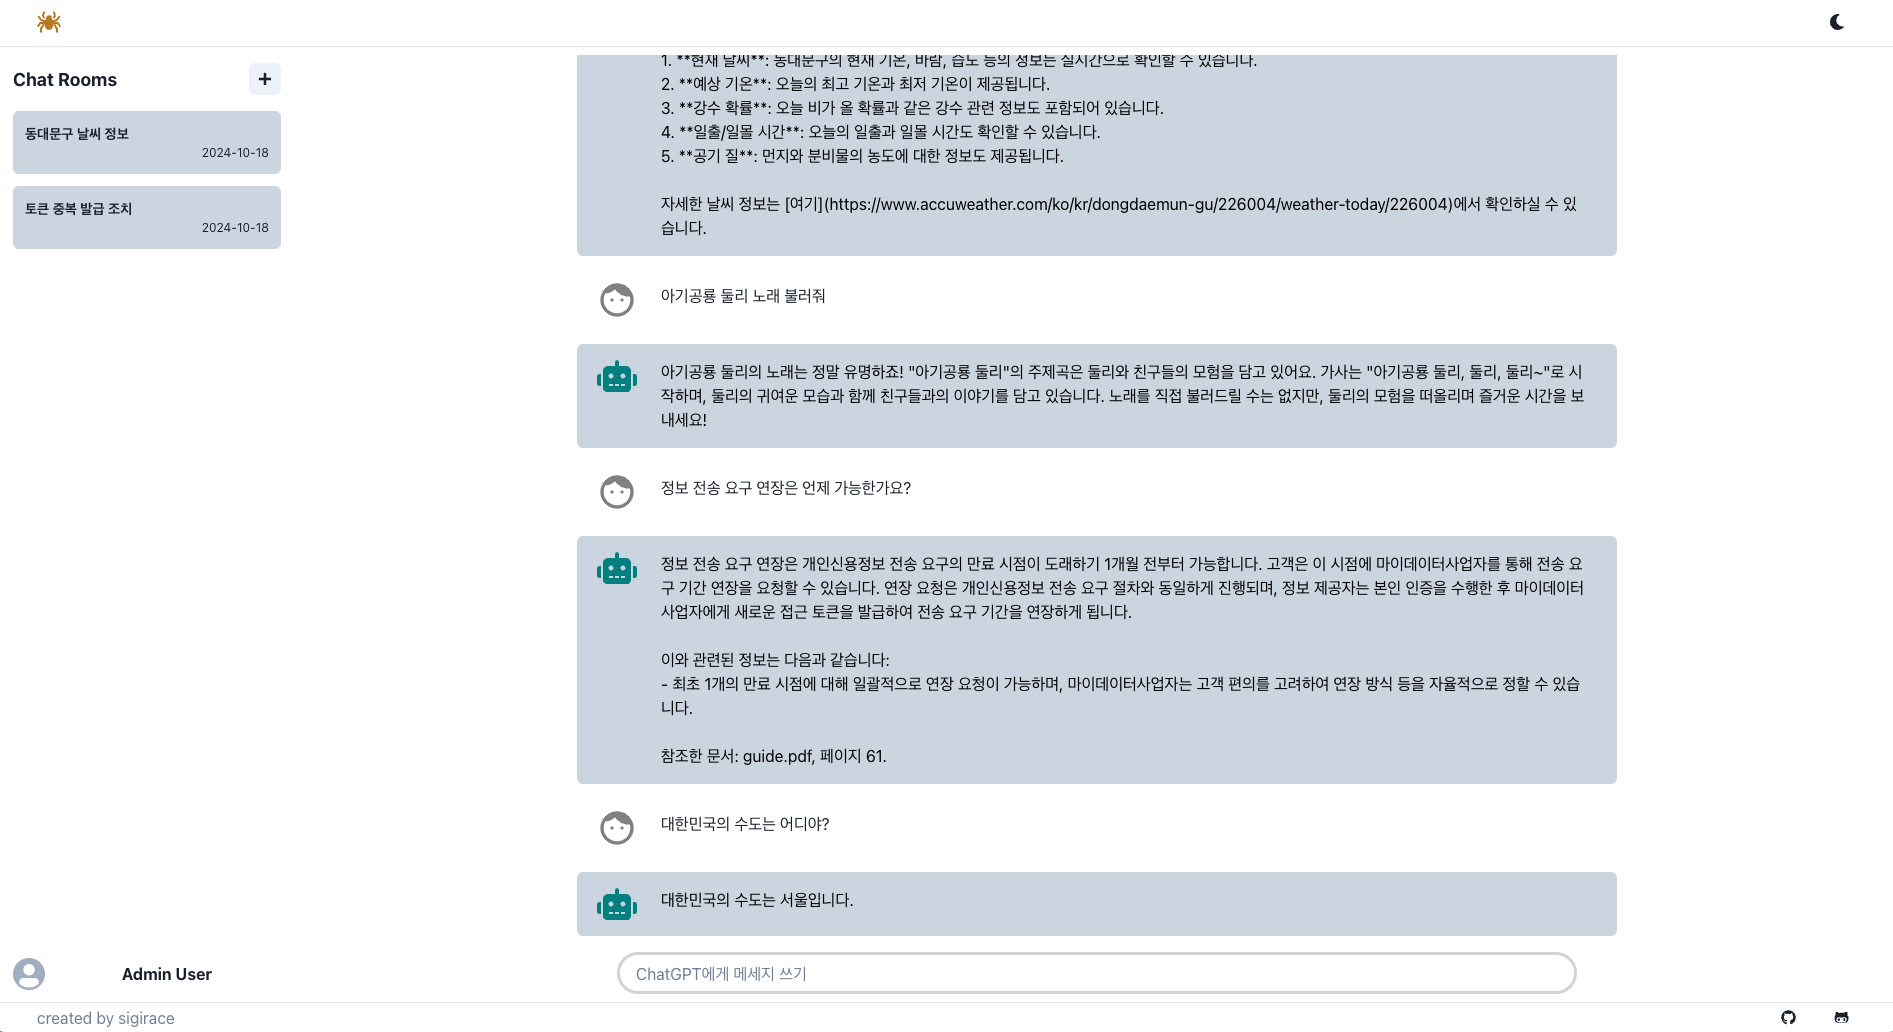 Chat Rooms
동대문구 날씨 정보
2024-10-18
토큰 중복 발급 조치
2024-10-18
1. **현재 날씨**: 동대문구의 현재 기온, 바람, 습도 등의 정보는 실시간으로 확인할 수 있습니다.
2. **예상 기온**: 오늘의 최고 기온과 최저 기온이 제공됩니다.
3. **강수 확률**: 오늘 비가 올 확률과 같은 강수 관련 정보도 포함되어 있습니다.
4. **일출/일몰 시간**: 오늘의 일출과 일몰 시간도 확인할 수 있습니다.
5. **공기 질**: 먼지와 분비물의 농도에 대한 정보도 제공됩니다.
자세한 날씨 정보는 [여기](https://www.accuweather.com/ko/kr/dongdaemun-gu/226004/weather-today/226004)에서 확인하실 수 있
습니다.
아기공룡 둘리 노래 불러줘
아기공룡 둘리의 노래는 정말 유명하죠! "아기공룡 둘리"의 주제곡은 둘리와 친구들의 모험을 담고 있어요. 가사는 "아기공룡 둘리, 둘리, 둘리~"로 시
작하며, 둘리의 귀여운 모습과 함께 친구들과의 이야기를 담고 있습니다. 노래를 직접 불러드릴 수는 없지만, 둘리의 모험을 떠올리며 즐거운 시간을 보
내세요!
정보 전송 요구 연장은 언제 가능한가요?
정보 전송 요구 연장은 개인신용정보 전송 요구의 만료 시점이 도래하기 1개월 전부터 가능합니다. 고객은 이 시점에 마이데이터사업자를 통해 전송 요
구 기간 연장을 요청할 수 있습니다. 연장 요청은 개인신용정보 전송 요구 절차와 동일하게 진행되며, 정보 제공자는 본인 인증을 수행한 후 마이데이터
사업자에게 새로운 접근 토큰을 발급하여 전송 요구 기간을 연장하게 됩니다.
이와 관련된 정보는 다음과 같습니다:
- 최초 1개의 만료 시점에 대해 일괄적으로 연장 요청이 가능하며, 마이데이터사업자는 고객 편의를 고려하여 연장 방식 등을 자율적으로 정할 수 있습
니다.
참조한 문서: guide.pdf, 페이지 61.
대한민국의 수도는 어디야?
대한민국의 수도는 서울입니다.
Admin User
ChatGPT에게 메세지 쓰기
created by sigirace